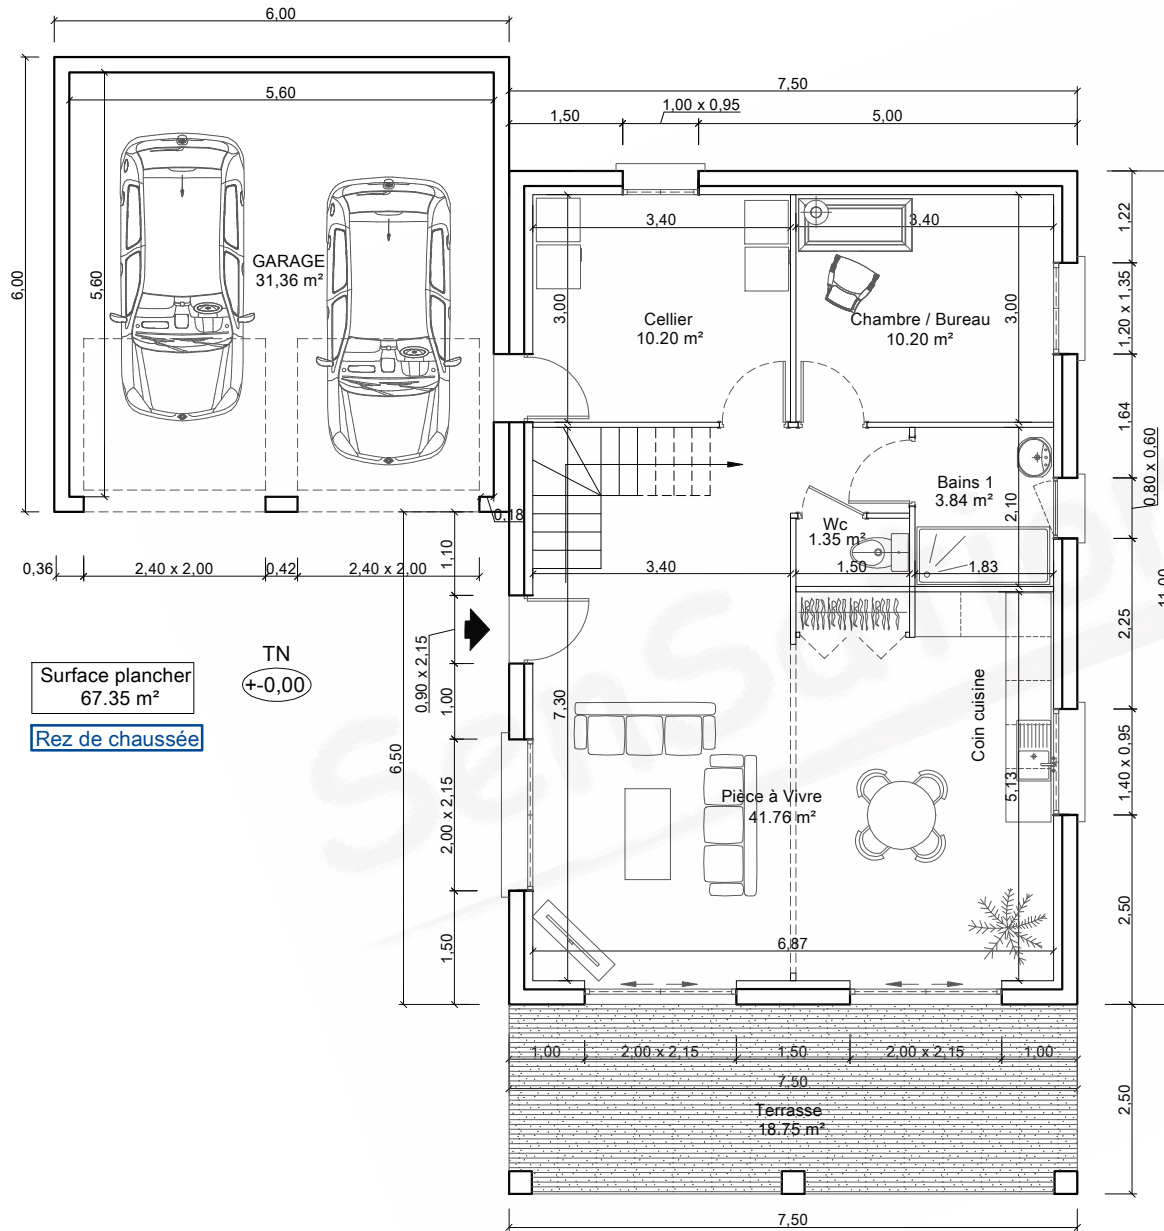 6,00
5,60
7,50
1,50
1,00 x 0,95
5,00
6,00
5,60
GARAGE
31,36 m²
3,40
3,40
3,00
Cellier
10.20 m²
Chambre / Bureau
10.20 m²
3,00
1,22
1.20 x 1,35
1,64
0,80 x 0,60
Bains 1
3.84 m²
2,10
Wc
1.35 m²
0,18
1,10
0,36
2,40 x 2,00
0,42
2,40 x 2,00
3,40
1,50
1,83
11,00
2,25
TN
+-0,00
Surface plancher
67.35 m²
Rez de chaussée
0,90 x 2,15
1,00
7,30
Coin cuisine
6,50
2,00 x 2,15
Pièce à Vivre
41.76 m²
5,13
1,40 x 0,95
2,50
1,50
6,87
1,00
2,00 x 2,15
1,50
2,00 x 2,15
1,00
7,50
Terrasse
18.75 m²
2,50
7,50